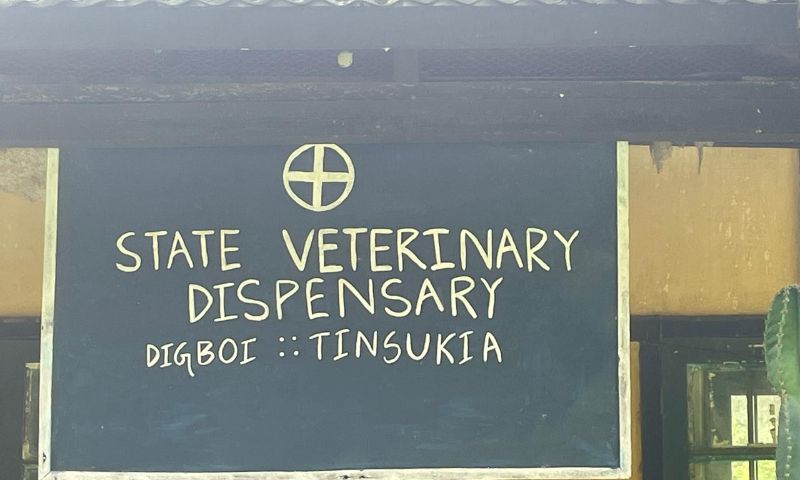 STATE VETERINARY
DISPENSARY
DIGBOI :: TINSUKIA